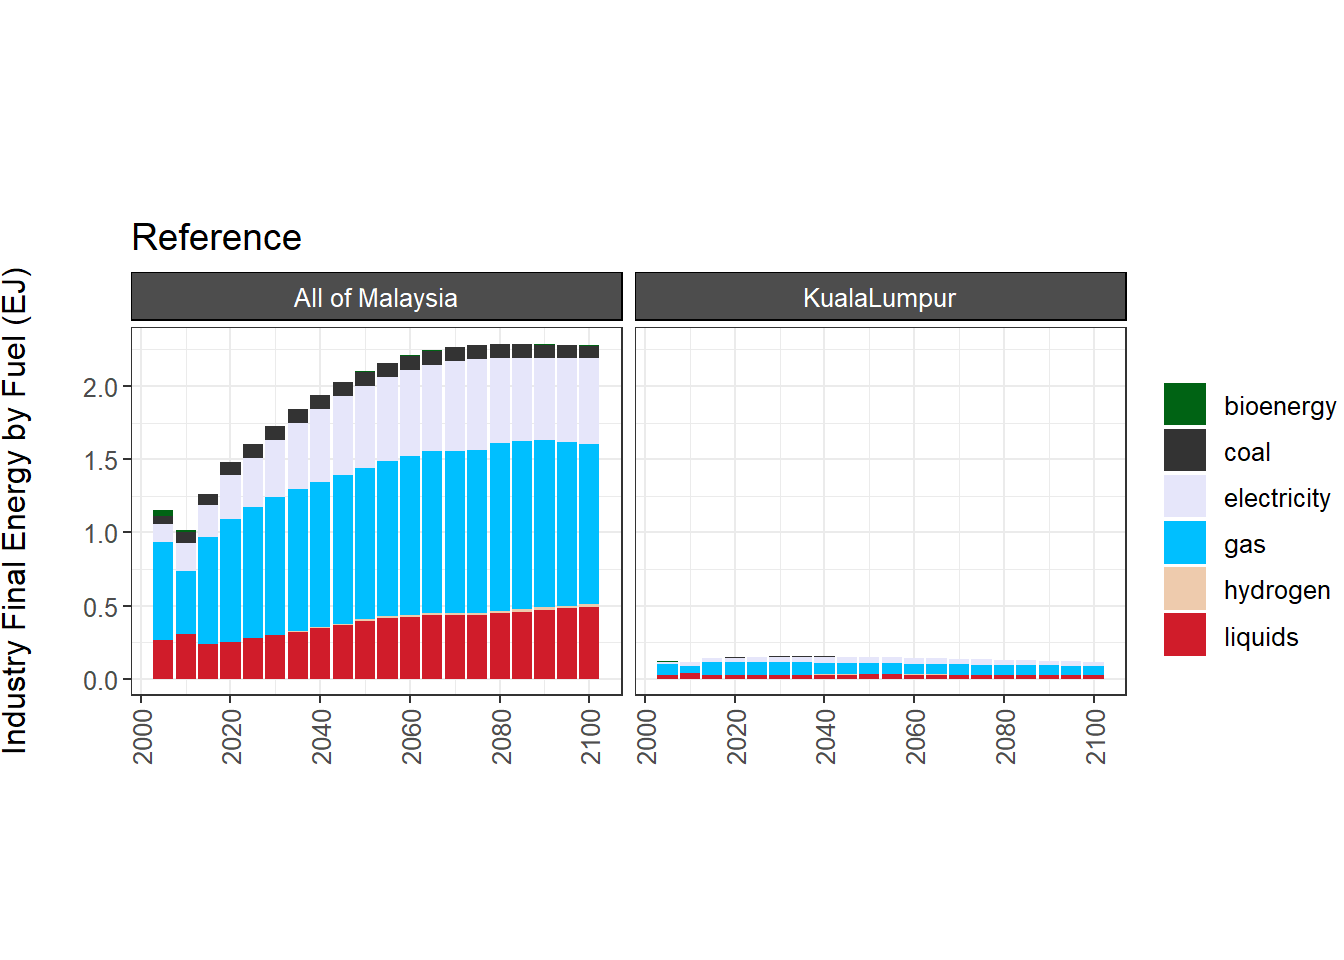 Reference
All of Malaysia
KualaLumpur
Industry Final Energy by Fuel (EJ)
2.0
1.5
1.0
0.5
0.0
2000
2020
2040
2060
2080
2100
2000
2020
2040
2060
2080
2100
bioenergy
coal
electricity
gas
hydrogen
liquids